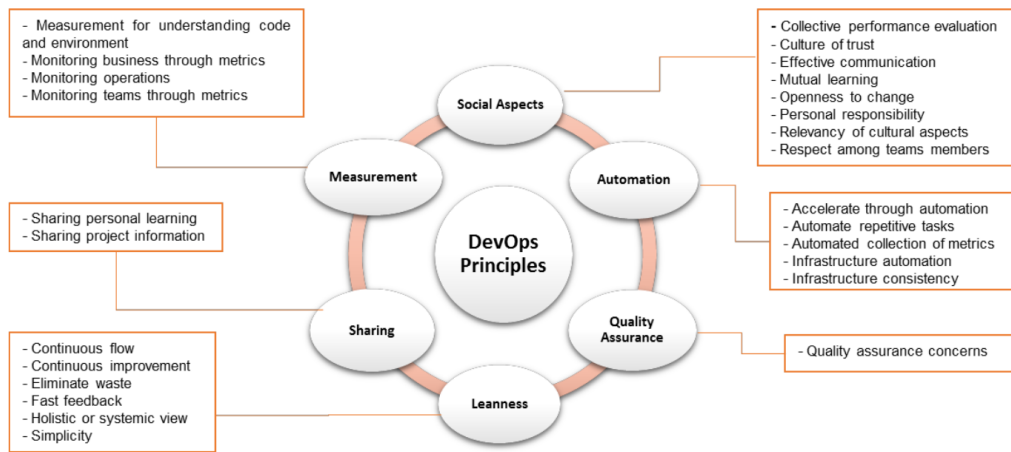 - Measurement for understanding code
and environment
- Monitoring business through metrics
- Monitoring operations
- Monitoring teams through metrics
- Collective performance evaluation
- Culture of trust
- Effective communication
- Mutual learning
- Openness to change
- Personal responsibility
- Relevancy of cultural aspects
- Respect among teams members
Social Aspects
Measurement
Automation
- Sharing personal learning
- Sharing project information
- Accelerate through automation
- Automate repetitive tasks
- Automated collection of metrics
- Infrastructure automation
- Infrastructure consistency
DevOps
Principles
Sharing
Quality
Assurance
- Continuous flow
- Continuous improvement
- Eliminate waste
- Fast feedback
- Holistic or systemic view
- Simplicity
- Quality assurance concerns
Leanness